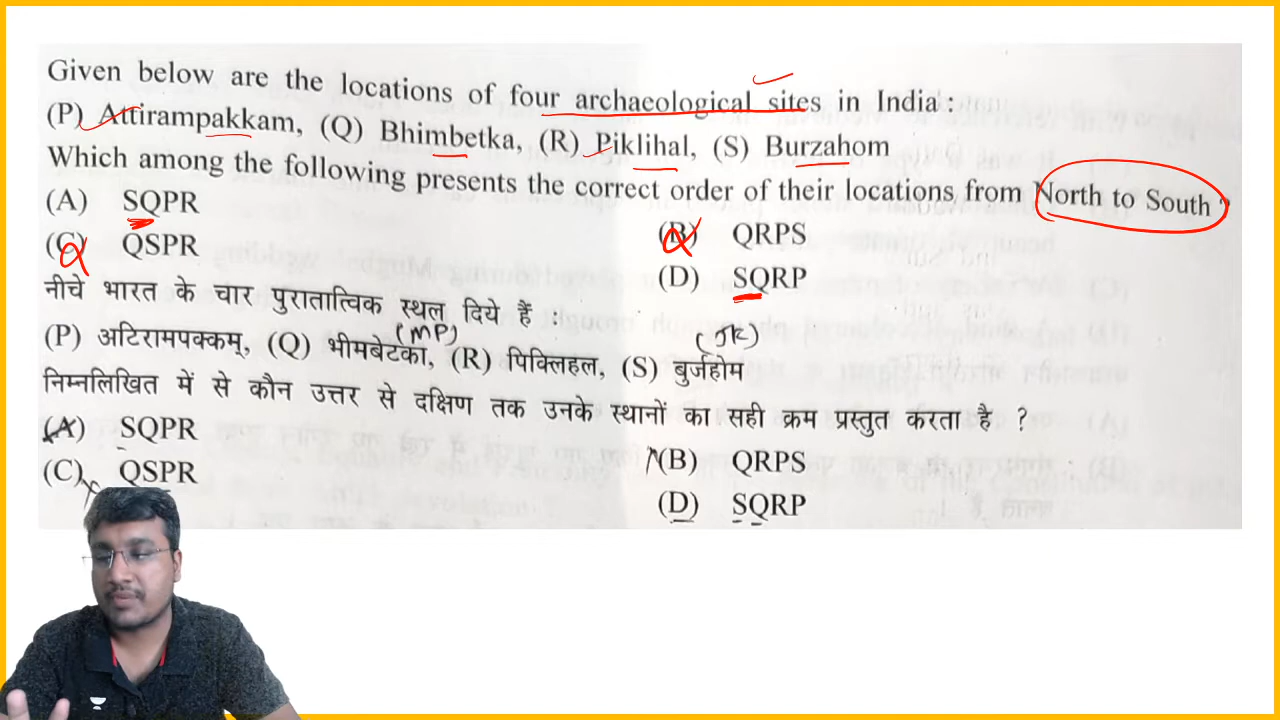 Given below are the locations of four archaeological sites in India :
(P) Attirampakkam, (Q) Bhimbetka, (R) Piklihal, (S) Burzahom
Which among the following presents the correct order of their locations from North to South ?
(A) SQPR
(B) QRPS
(C) QSPR
(D) SQRP
नीचे भारत के चार पुरातात्विक स्थल दिये हैं :
(MP) (JK)
(P) अटिरामपक्कम्, (Q) भीमबेटका, (R) पिक्लिहल, (S) बुर्जहोम
निम्नलिखित में से कौन उत्तर से दक्षिण तक उनके स्थानों का सही क्रम प्रस्तुत करता है ?
(A) SQPR
(B) QRPS
(C) QSPR
(D) SQRP